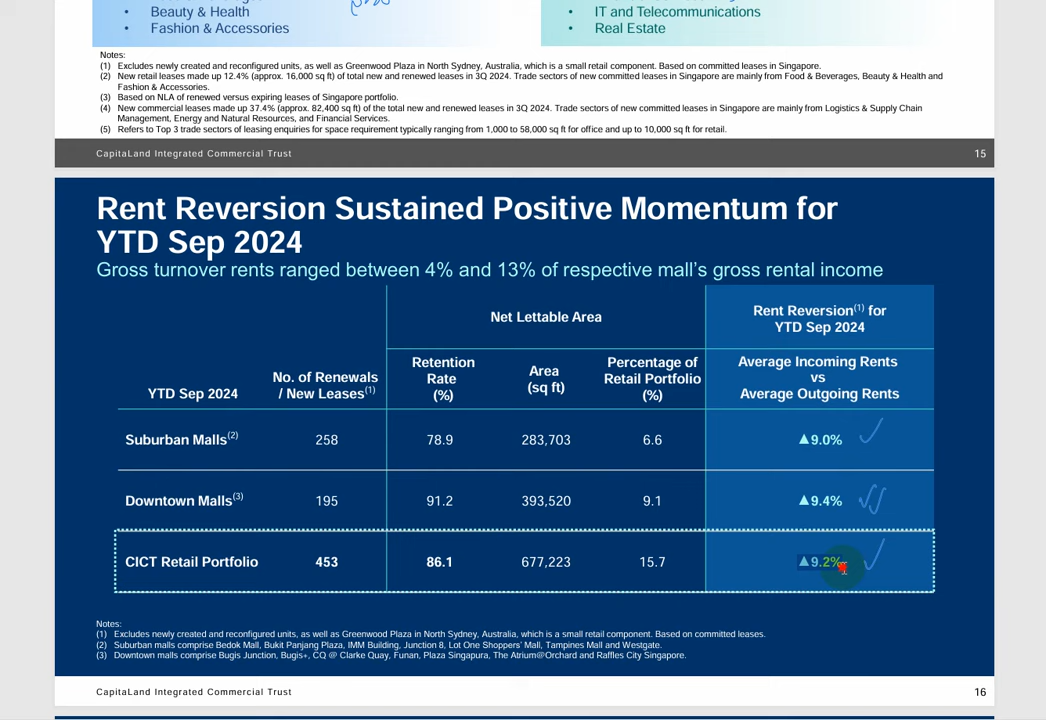 • Beauty & Health
• Fashion & Accessories
• IT and Telecommunications
• Real Estate
Notes:
(1) Excludes newly created and reconfigured units, as well as Greenwood Plaza in North Sydney, Australia, which is a small retail component. Based on committed leases in Singapore.
(2) New retail leases made up 12.4% (approx. 16,000 sq ft) of total new and renewed leases in 3Q 2024. Trade sectors of new committed leases in Singapore are mainly from Food & Beverages, Beauty & Health and
Fashion & Accessories.
(3) Based on NLA of renewed versus expiring leases of Singapore portfolio.
(4) New commercial leases made up 37.4% (approx. 82,400 sq ft) of the total new and renewed leases in 3Q 2024. Trade sectors of new committed leases in Singapore are mainly from Logistics & Supply Chain
Management, Energy and Natural Resources, and Financial Services.
(5) Refers to Top 3 trade sectors of leasing enquiries for space requirement typically ranging from 1,000 to 58,000 sq ft for office and up to 10,000 sq ft for retail.
CapitaLand Integrated Commercial Trust 15
Rent Reversion Sustained Positive Momentum for
YTD Sep 2024
Gross turnover rents ranged between 4% and 13% of respective mall's gross rental income
Net Lettable Area
Rent Reversion(1) for
YTD Sep 2024
YTD Sep 2024
No. of Renewals
/ New Leases(1)
Retention
Rate
(%)
Area
(sq ft)
Percentage of
Retail Portfolio
(%)
Average Incoming Rents
vs
Average Outgoing Rents
Suburban Malls(2) 258 78.9 283,703 6.6 ▲9.0%
Downtown Malls(3) 195 91.2 393,520 9.1 ▲9.4%
CICT Retail Portfolio 453 86.1 677,223 15.7 ▲9.2%
Notes:
(1) Excludes newly created and reconfigured units, as well as Greenwood Plaza in North Sydney, Australia, which is a small retail component. Based on committed leases.
(2) Suburban malls comprise Bedok Mall, Bukit Panjang Plaza, IMM Building, Junction 8, Lot One Shoppers' Mall, Tampines Mall and Westgate.
(3) Downtown malls comprise Bugis Junction, Bugis+, CQ @ Clarke Quay, Funan, Plaza Singapura, The Atrium@Orchard and Raffles City Singapore.
CapitaLand Integrated Commercial Trust 16